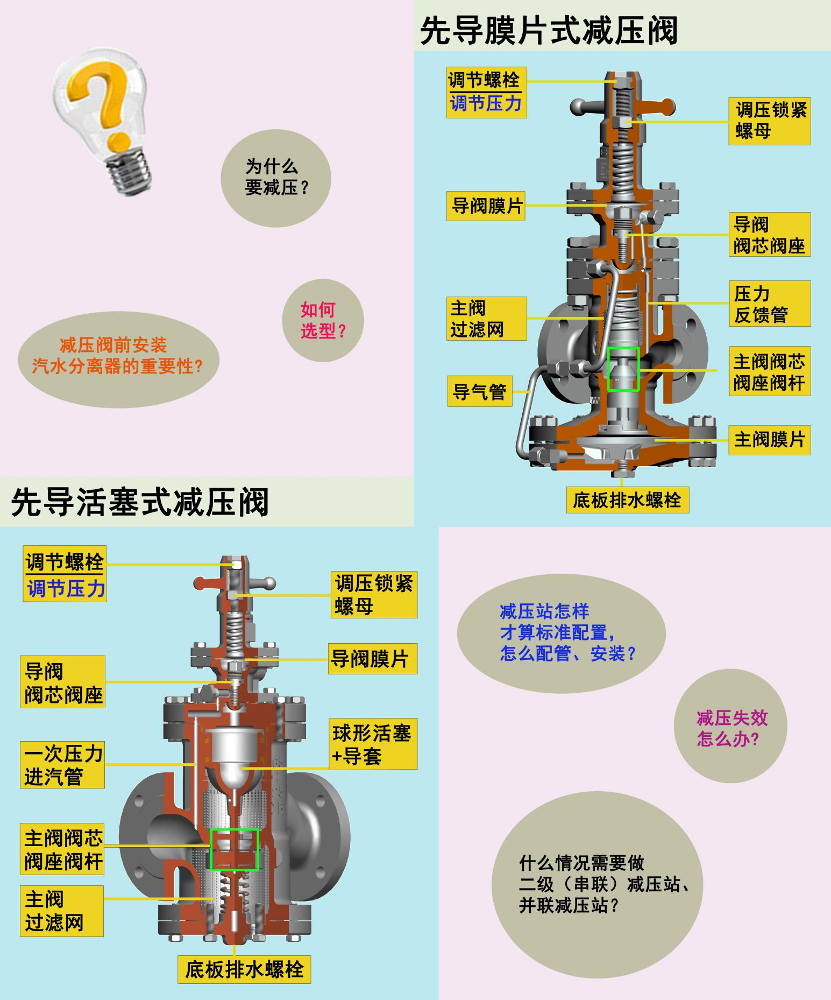 为什么
要减压?
如何
选型?
减压阀前安装
汽水分离器的重要性?
先导膜片式减压阀
调节螺栓
调节压力
调压锁紧
螺母
导阀膜片
导阀
阀芯阀座
主阀
过滤网
压力
反馈管
导气管
主阀阀芯
阀座阀杆
主阀膜片
底板排水螺栓
先导活塞式减压阀
调节螺栓
调节压力
调压锁紧
螺母
导阀
阀芯阀座
导阀膜片
一次压力
进汽管
球形活塞
+导套
主阀阀芯
阀座阀杆
主阀
过滤网
底板排水螺栓
减压站怎样
才算标准配置，
怎么配管、安装?
减压失效
怎么办?
什么情况需要做
二级（串联）减压站、
并联减压站?